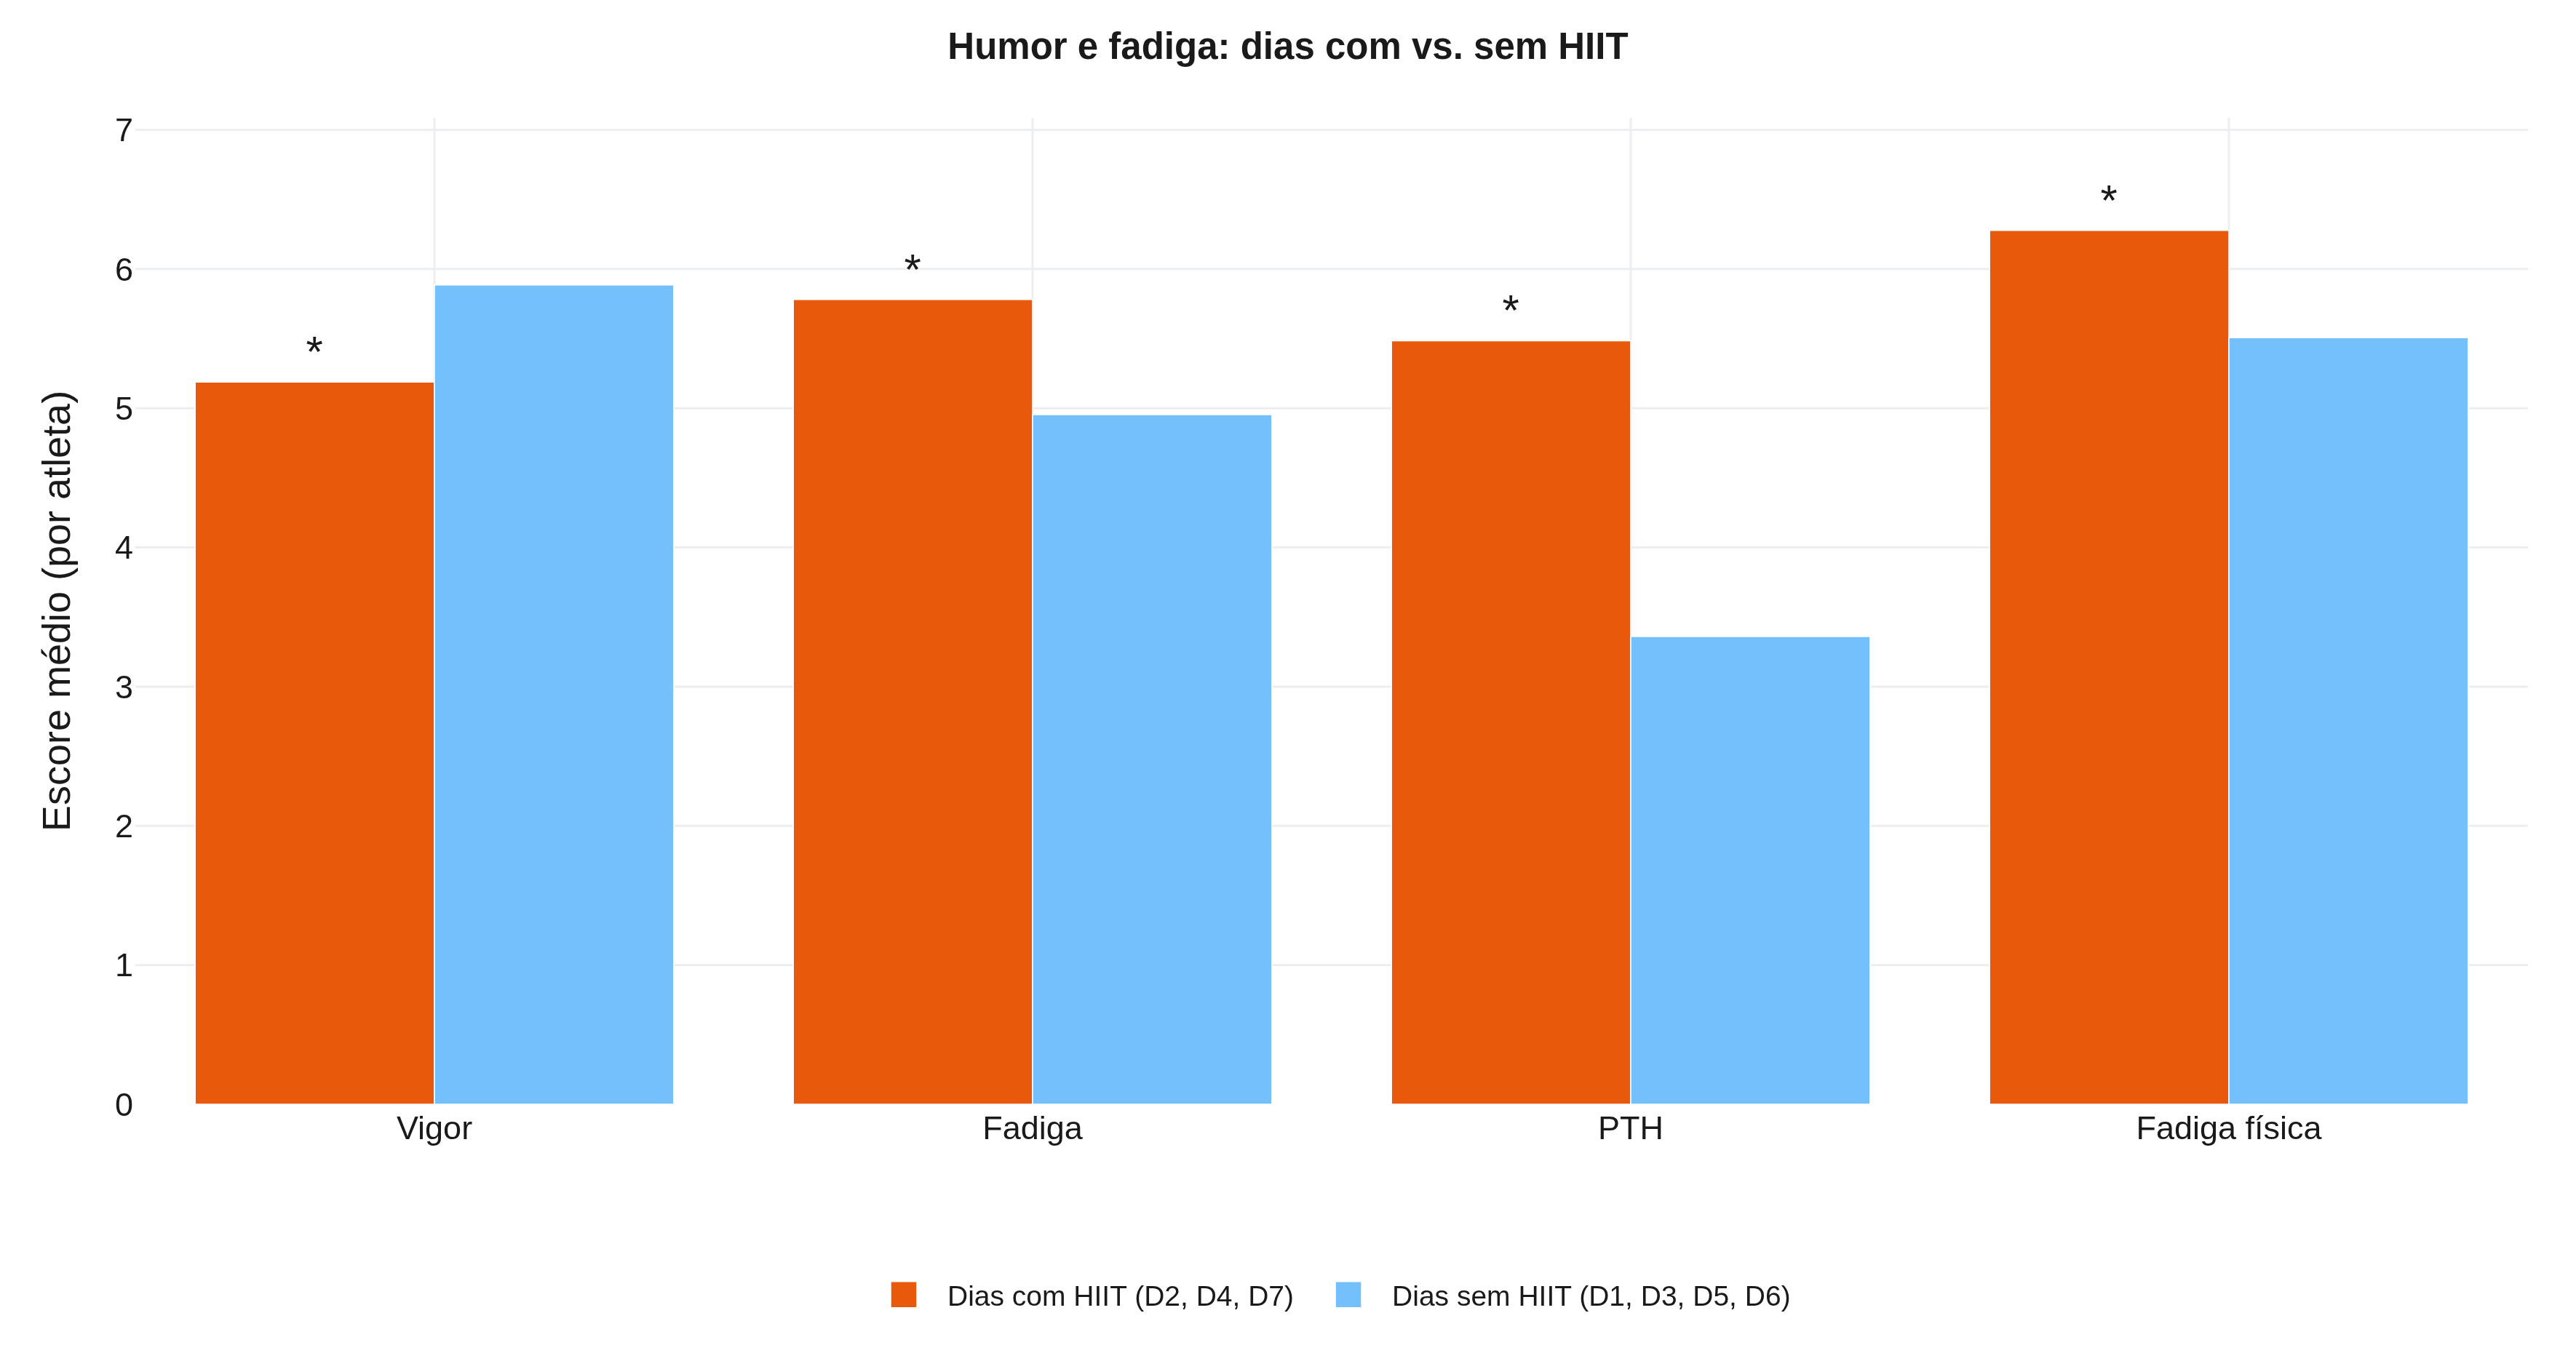 Humor e fadiga: dias com vs. sem HIIT
Escore médio (por atleta)
7
6
5
4
3
2
1
0
*
*
*
*
Vigor
Fadiga
PTH
Fadiga física
Dias com HIIT (D2, D4, D7)
Dias sem HIIT (D1, D3, D5, D6)